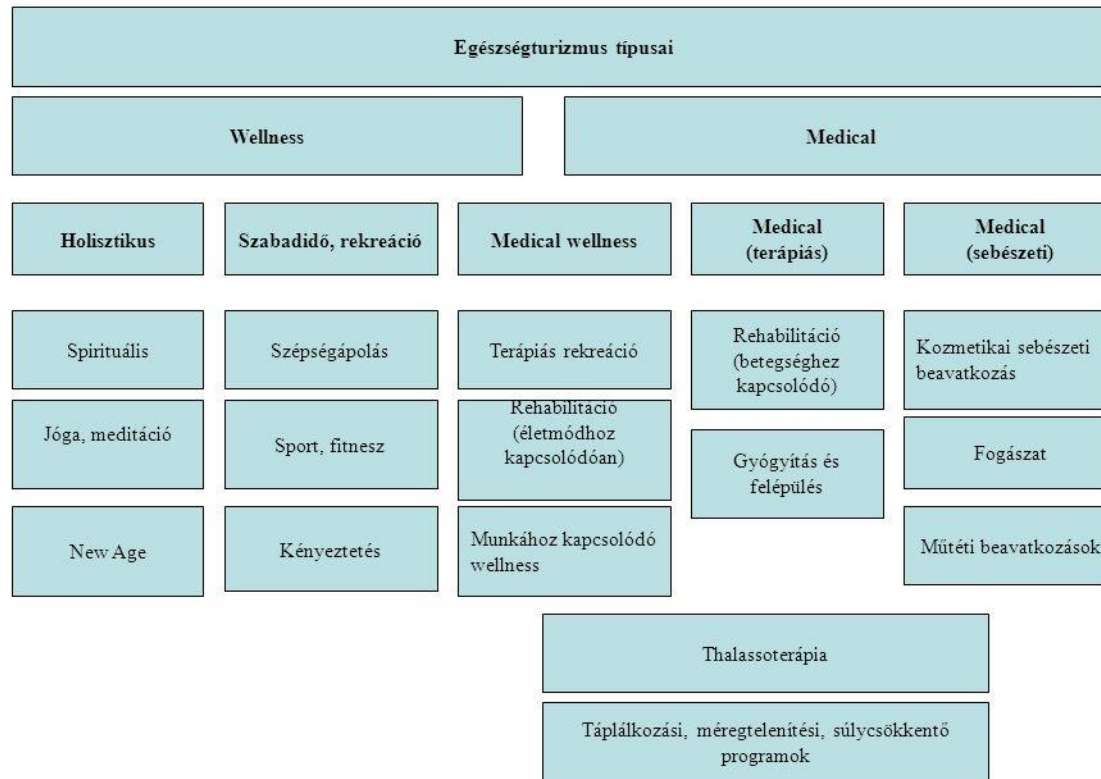 Egészségturizmus típusai
Wellness
Medical
Holisztikus
Szabadidő, rekreáció
Medical wellness
Medical
(terápiás)
Medical
(sebészeti)
Spirituális
Szépségápolás
Terápiás rekreáció
Rehabilitáció
(betegséghez
kapcsolódó)
Kozmetikai sebészeti
beavatkozás
Jóga, meditáció
Sport, fitnesz
Rehabilitáció
(életmódhoz
kapcsolódóan)
Gyógyítás és
felépülés
Fogászat
New Age
Kényeztetés
Munkához kapcsolódó
wellness
Műtéti beavatkozások
Thalassoterápia
Táplálkozási, méregtelenítési, súlycsökkentő
programok